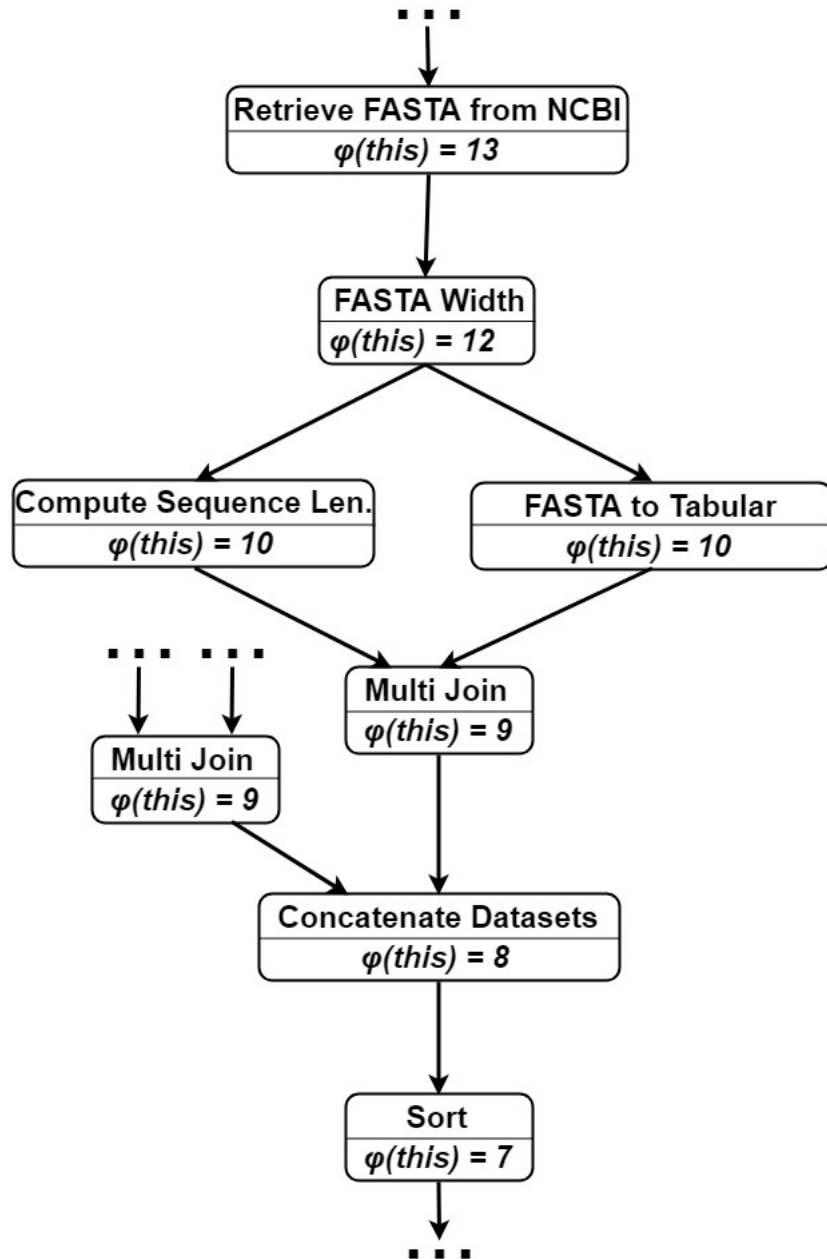 ...
Retrieve FASTA from NCBI
φ(this) = 13
FASTA Width
φ(this) = 12
Compute Sequence Len.
φ(this) = 10
FASTA to Tabular
φ(this) = 10
... ...
Multi Join
φ(this) = 9
Multi Join
φ(this) = 9
Concatenate Datasets
φ(this) = 8
Sort
φ(this) = 7
...